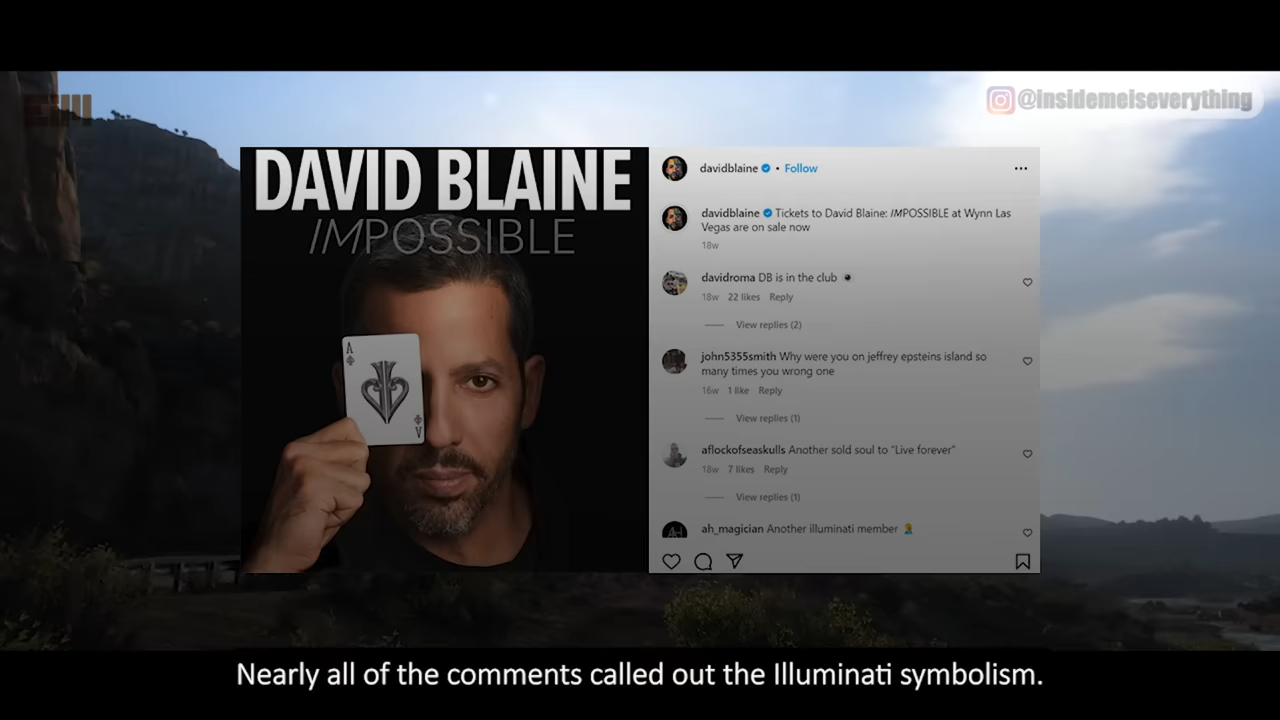 @insidemeiseverything
DAVID BLAINE
IMPOSSIBLE
A
A
davidblaine • Follow
davidblaine Tickets to David Blaine: IMPOSSIBLE at Wynn Las
Vegas are on sale now
18w
davidroma DB is in the club
18w 22 likes Reply
View replies (2)
john5355smith Why were you on jeffrey epsteins island so
many times you wrong one
16w 1 like Reply
View replies (1)
aflockofseaskulls Another sold soul to “Live forever”
18w 7 likes Reply
View replies (1)
ah_magician Another illuminati member
Nearly all of the comments called out the Illuminati symbolism.